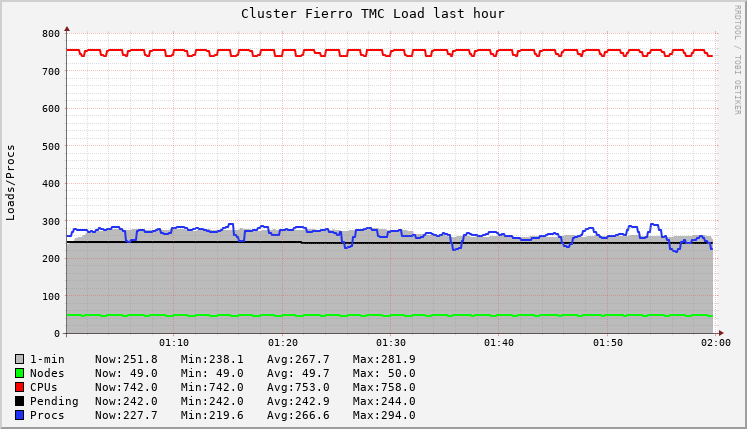 Cluster Fierro TMC Load last hour
RRDTOOL / TOBI OETIKER
Loads/Procs
800
700
600
500
400
300
200
100
0
01:10 01:20 01:30 01:40 01:50 02:00
1-min Now:251.8 Min:238.1 Avg:267.7 Max:281.9
Nodes Now: 49.0 Min: 49.0 Avg: 49.7 Max: 50.0
CPUs Now:742.0 Min:742.0 Avg:753.0 Max:758.0
Pending Now:242.0 Min:242.0 Avg:242.9 Max:244.0
Procs Now:227.7 Min:219.6 Avg:266.6 Max:294.0